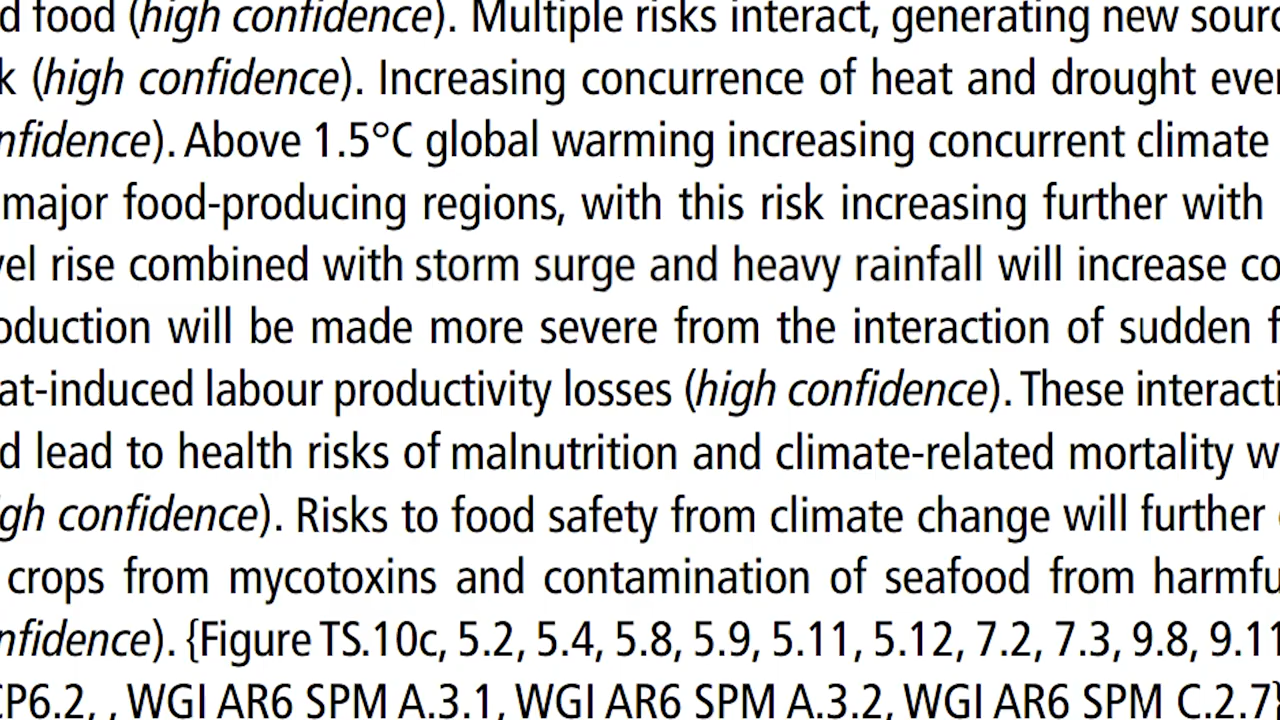 d food (high confidence). Multiple risks interact, generating new sourc
k (high confidence). Increasing concurrence of heat and drought ever
nfidence). Above 1.5°C global warming increasing concurrent climate
major food-producing regions, with this risk increasing further with
vel rise combined with storm surge and heavy rainfall will increase co
oduction will be made more severe from the interaction of sudden f
at-induced labour productivity losses (high confidence). These interacti
d lead to health risks of malnutrition and climate-related mortality w
gh confidence). Risks to food safety from climate change will further
crops from mycotoxins and contamination of seafood from harmfu
nfidence). {Figure TS.10c, 5.2, 5.4, 5.8, 5.9, 5.11, 5.12, 7.2, 7.3, 9.8, 9.11
CP6.2, , WGI AR6 SPM A.3.1, WGI AR6 SPM A.3.2, WGI AR6 SPM C.2.7}